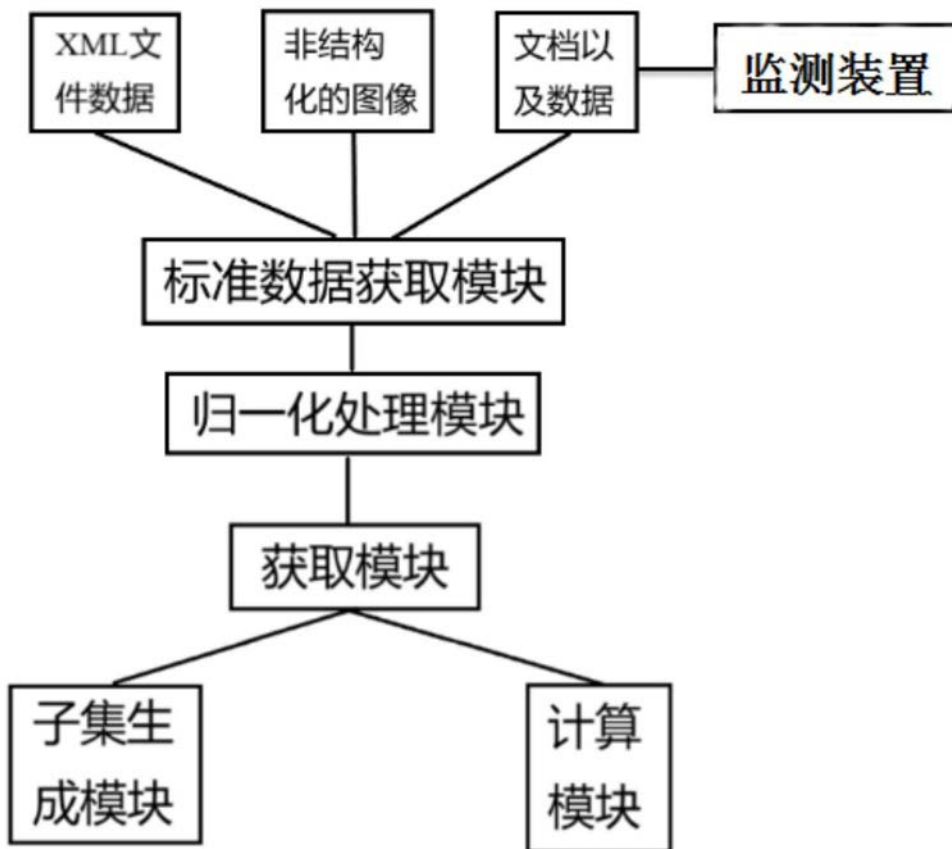 XML文
件数据
非结构
化的图像
文档以
及数据
监测装置
标准数据获取模块
归一化处理模块
获取模块
子集生
成模块
计算
模块